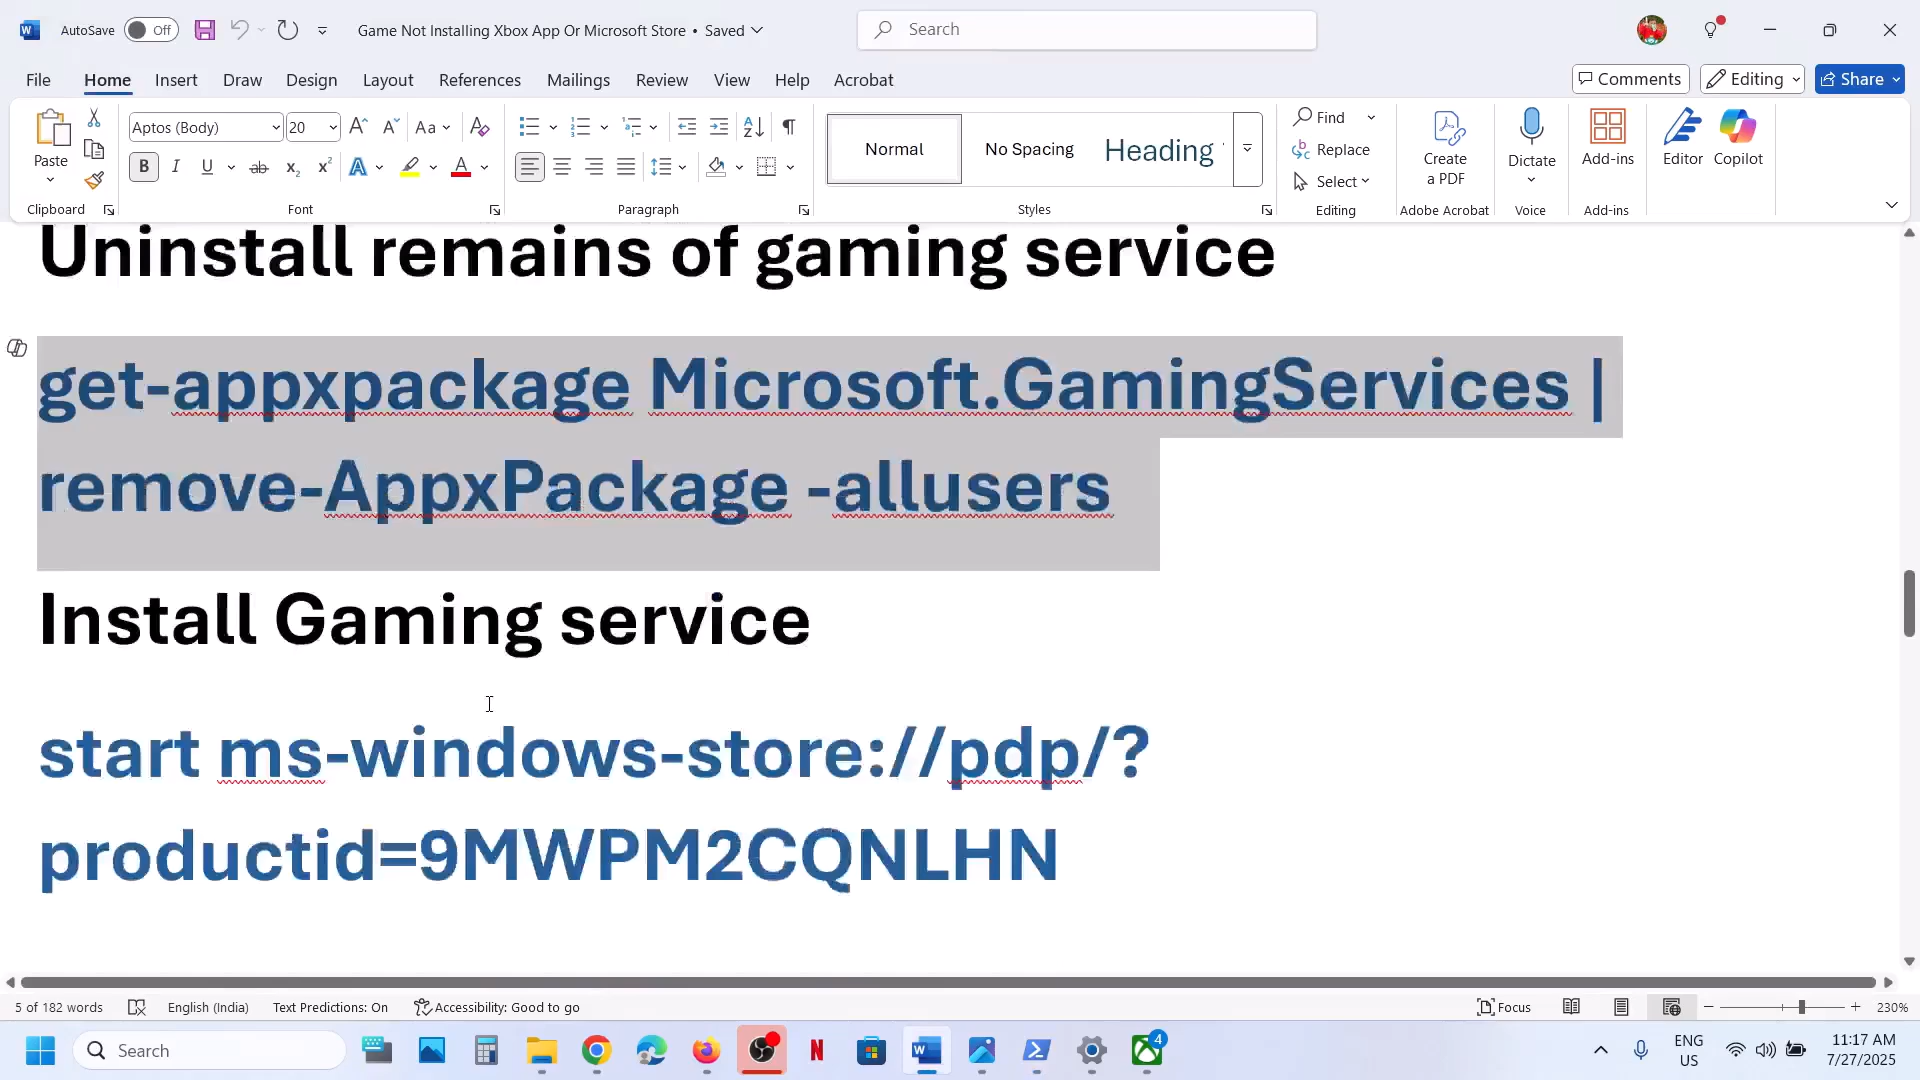 AutoSave Off Game Not Installing Xbox App Or Microsoft Store • Saved Search
File Home Insert Draw Design Layout References Mailings Review View Help Acrobat Comments Editing Share
Paste Aptos (Body) 20 Normal No Spacing Heading Find Replace Select Create a PDF Dictate Add-ins Editor Copilot
Clipboard Font Paragraph Styles Editing Adobe Acrobat Voice Add-ins
Uninstall remains of gaming service
get-appxpackage Microsoft.GamingServices |
remove-AppxPackage -allusers
Install Gaming service
start ms-windows-store://pdp/?
productid=9MWPM2CQNLHN
5 of 182 words English (India) Text Predictions: On Accessibility: Good to go Focus 230%
Search 4 ENG US 11:17 AM 7/27/2025